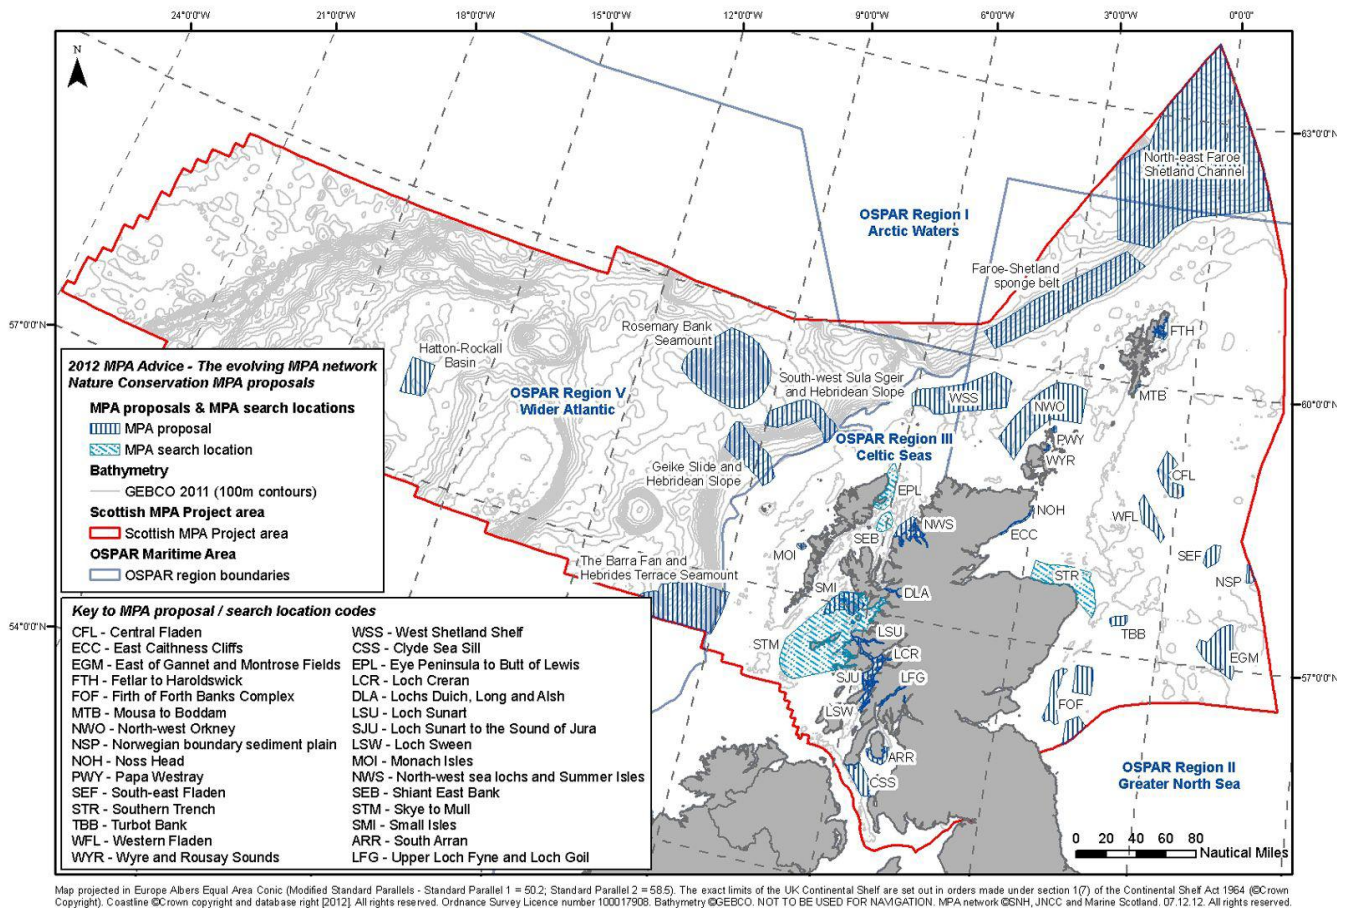 24°0'0"W 21°0'0"W 18°0'0"W 15°0'0"W 12°0'0"W 9°0'0"W 6°0'0"W 3°0'0"W 0°0'0"
N
63°0'0"N
North-east Faroe
Shetland Channel
OSPAR Region I
Arctic Waters
Faroe-Shetland
sponge belt
57°0'0"N
Rosemary Bank
Seamount
FTH
Hatton-Rockall
Basin
South-west Sula Sgeir
and Hebridean Slope
OSPAR Region V
Wider Atlantic
WSS
NWO
MTB
60°0'0"N
OSPAR Region III
Celtic Seas
PWY
WYR
Geike Slide and
Hebridean Slope
CFL
EPL
NOH
WFL
NWS
ECC
SEB
MOI
SEF
The Barra Fan and
Hebrides Terrace Seamount
STR
NSP
SMI
DLA
54°0'0"N
LSU
TBB
STM
LCR
EGM
SJU
LFG
57°0'0"N
LSW
FOF
ARR
CSS
OSPAR Region II
Greater North Sea
2012 MPA Advice - The evolving MPA network
Nature Conservation MPA proposals
MPA proposals & MPA search locations
MPA proposal
MPA search location
Bathymetry
GEBCO 2011 (100m contours)
Scottish MPA Project area
Scottish MPA Project area
OSPAR Maritime Area
OSPAR region boundaries
Key to MPA proposal / search location codes
CFL - Central Fladen
ECC - East Caithness Cliffs
EGM - East of Gannet and Montrose Fields
FTH - Fetlar to Haroldswick
FOF - Firth of Forth Banks Complex
MTB - Mousa to Boddam
NWO - North-west Orkney
NSP - Norwegian boundary sediment plain
NOH - Noss Head
PWY - Papa Westray
SEF - South-east Fladen
STR - Southern Trench
TBB - Turbot Bank
WFL - Western Fladen
WYR - Wyre and Rousay Sounds
WSS - West Shetland Shelf
CSS - Clyde Sea Sill
EPL - Eye Peninsula to Butt of Lewis
LCR - Loch Creran
DLA - Lochs Duich, Long and Alsh
LSU - Loch Sunart
SJU - Loch Sunart to the Sound of Jura
LSW - Loch Sween
MOI - Monach Isles
NWS - North-west sea lochs and Summer Isles
SEB - Shiant East Bank
STM - Skye to Mull
SMI - Small Isles
ARR - South Arran
LFG - Upper Loch Fyne and Loch Goil
0 20 40 60 80
Nautical Miles
Map projected in Europe Albers Equal Area Conic (Modified Standard Parallels - Standard Parallel 1 = 50.2; Standard Parallel 2 = 58.5). The exact limits of the UK Continental Shelf are set out in orders made under section 1(7) of the Continental Shelf Act 1964 (©Crown
Copyright). Coastline ©Crown copyright and database right [2012]. All rights reserved. Ordnance Survey Licence number 100017908. Bathymetry ©GEBCO. NOT TO BE USED FOR NAVIGATION. MPA network ©SNH, JNCC and Marine Scotland. 07.12.12. All rights reserved.